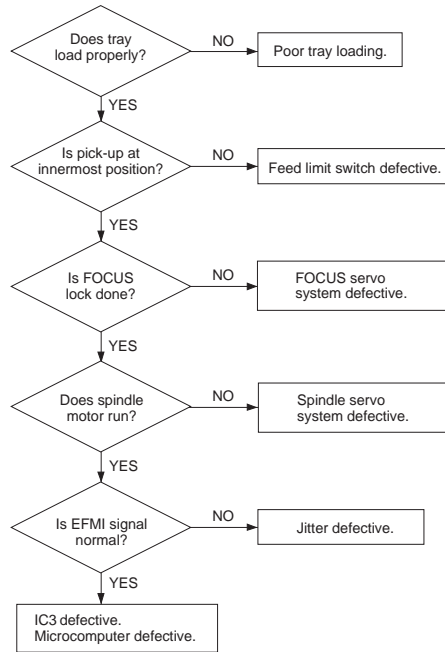 Does tray
load properly?
NO
Poor tray loading.
YES
Is pick-up at
innermost position?
NO
Feed limit switch defective.
YES
Is FOCUS
lock done?
NO
FOCUS servo
system defective.
YES
Does spindle
motor run?
NO
Spindle servo
system defective.
YES
Is EFMI signal
normal?
NO
Jitter defective.
YES
IC3 defective.
Microcomputer defective.